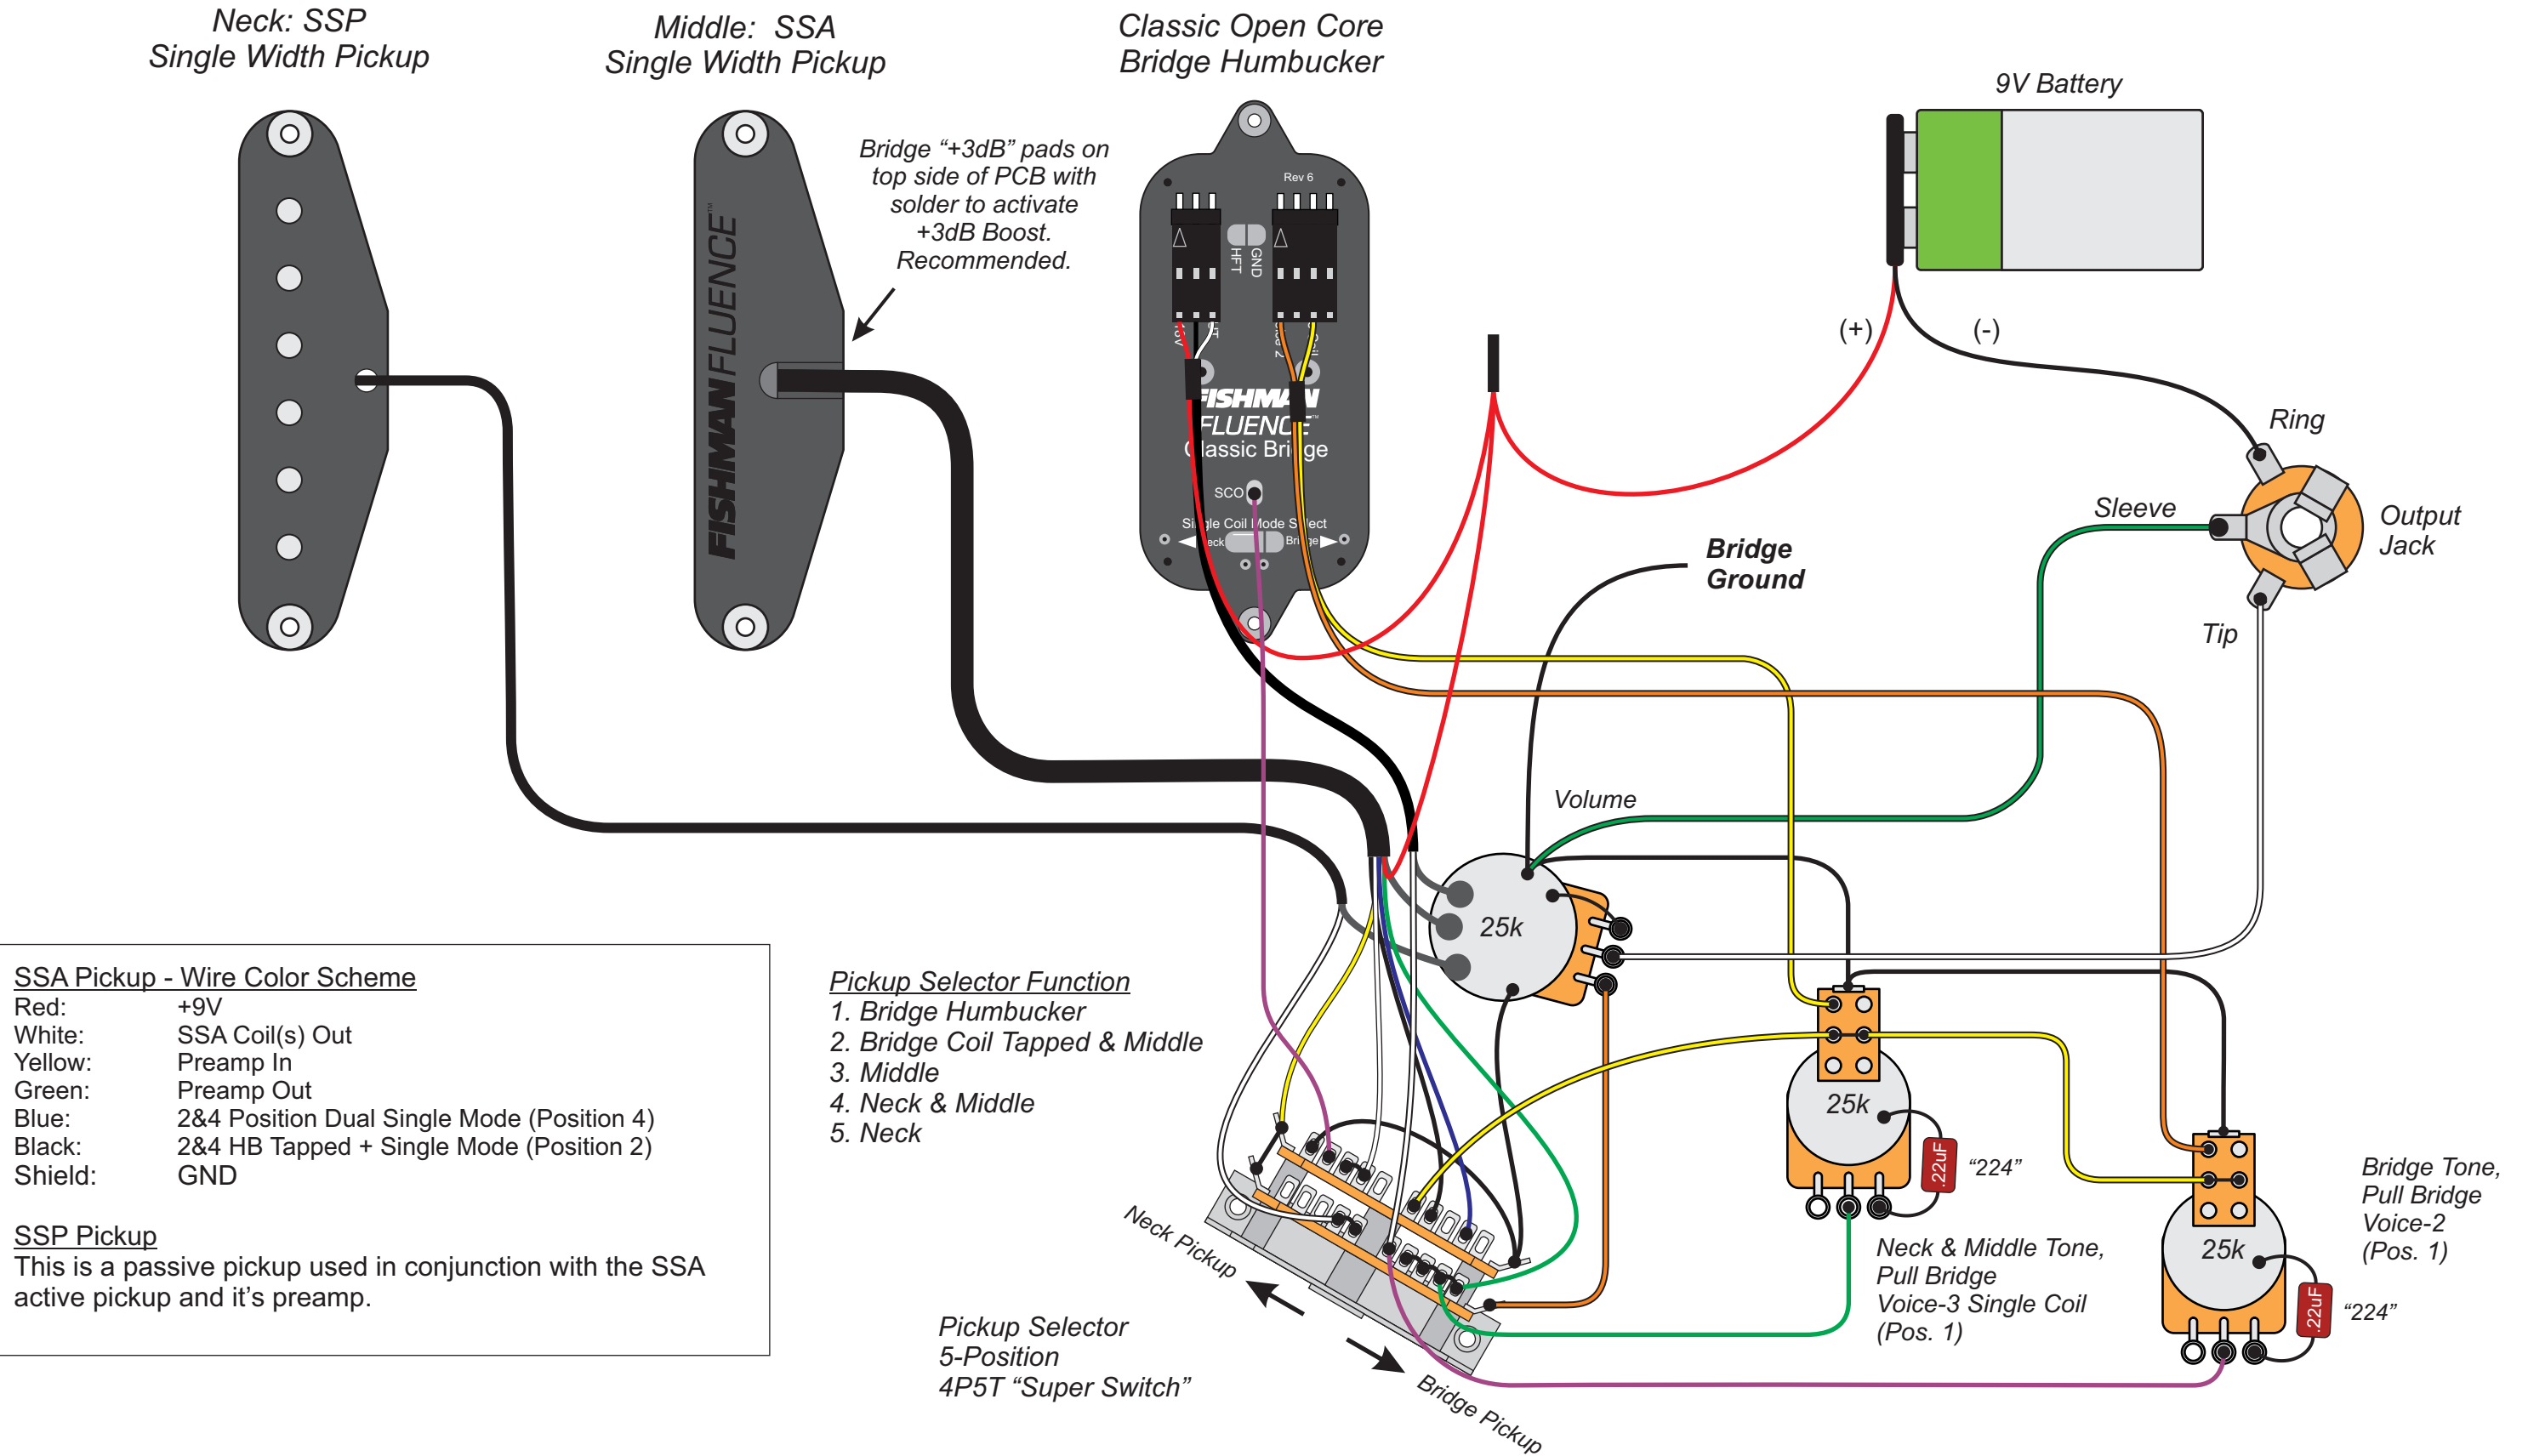 Neck: SSP
Single Width Pickup
Middle: SSA
Single Width Pickup
Classic Open Core
Bridge Humbucker
9V Battery
Bridge “+3dB” pads on
top side of PCB with
solder to activate
+3dB Boost.
Recommended.
FISHMAN FLUENCE™
Rev 6
HFT
GND
FISHMAN
FLUENCE™
Classic Bridge
SCO
Single Coil Mode Select
Neck
Bridge
(+)
(-)
Ring
Sleeve
Output
Jack
Tip
Bridge
Ground
Volume
25k
SSA Pickup - Wire Color Scheme
Red: +9V
White: SSA Coil(s) Out
Yellow: Preamp In
Green: Preamp Out
Blue: 2&4 Position Dual Single Mode (Position 4)
Black: 2&4 HB Tapped + Single Mode (Position 2)
Shield: GND
SSP Pickup
This is a passive pickup used in conjunction with the SSA
active pickup and it’s preamp.
Pickup Selector Function
1. Bridge Humbucker
2. Bridge Coil Tapped & Middle
3. Middle
4. Neck & Middle
5. Neck
Neck Pickup
Bridge Pickup
Pickup Selector
5-Position
4P5T “Super Switch”
25k
.22uF
“224”
Neck & Middle Tone,
Pull Bridge
Voice-3 Single Coil
(Pos. 1)
25k
.22uF
“224”
Bridge Tone,
Pull Bridge
Voice-2
(Pos. 1)